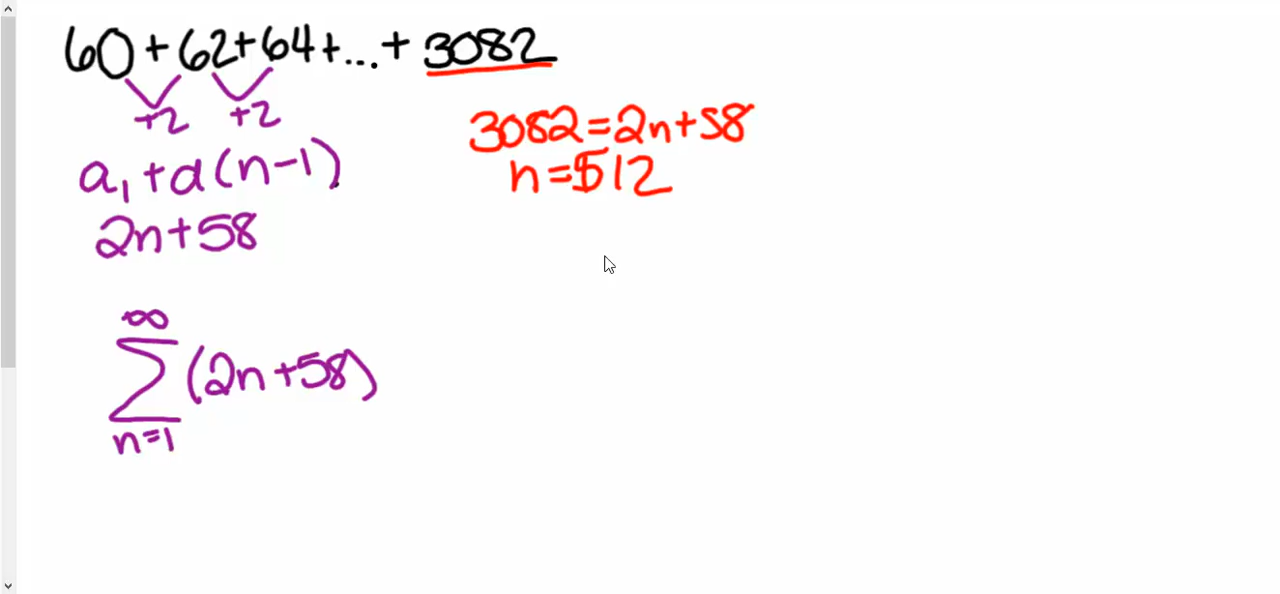 60+62+64+...+3082
+2 +2
3082=2n+58
a₁+d(n-1)
n=512
2n+58
∞
∑(2n+58)
n=1